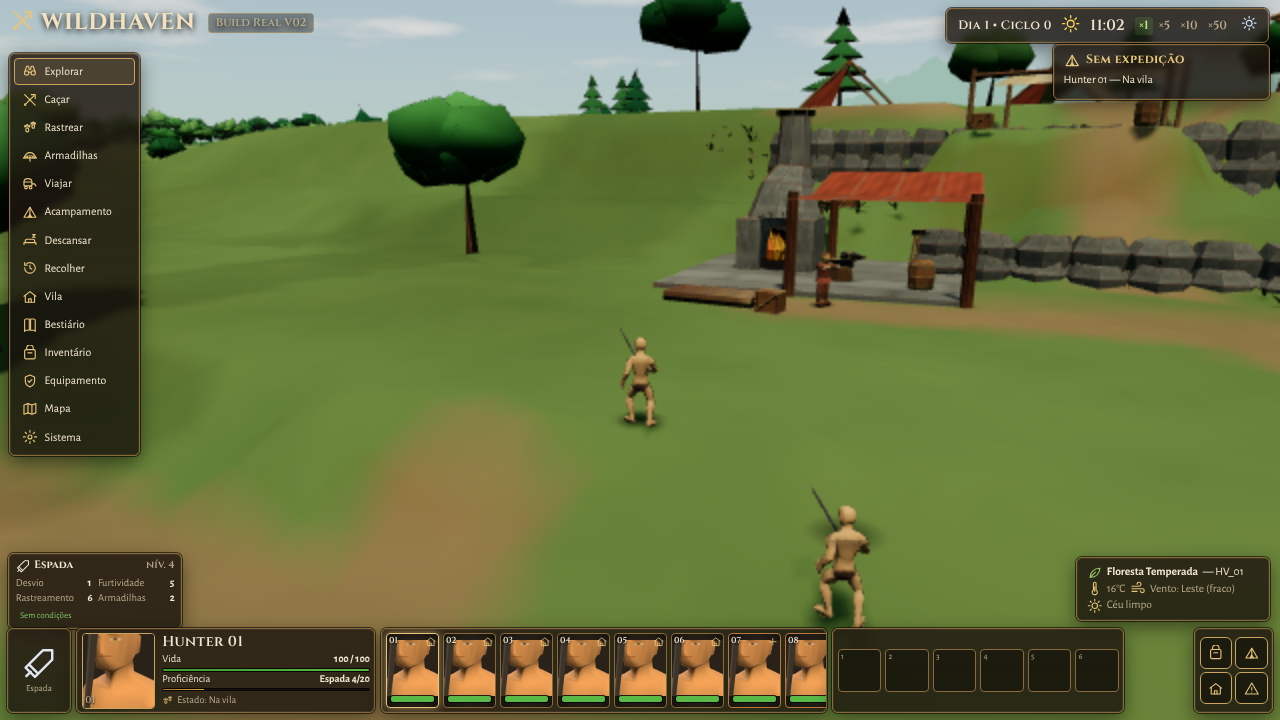 WILDHAVEN
BUILD REAL V02
DIA 1 • CICLO 0 11:02 ×1 ×5 ×10 ×50
SEM EXPEDIÇÃO
Hunter 01 — Na vila
Explorar
Caçar
Rastrear
Armadilhas
Viajar
Acampamento
Descansar
Recolher
Vila
Bestiário
Inventário
Equipamento
Mapa
Sistema
ESPADA NÍV. 4
Desvio 1 Furtividade 5
Rastreamento 6 Armadilhas 2
Sem condições
Floresta Temperada — HV_01
16°C Vento: Leste (fraco)
Céu limpo
Espada
01
HUNTER 01
Vida 100 / 100
Proficiência Espada 4/20
Estado: Na vila
01 02 03 04 05 06 07 08
1 2 3 4 5 6